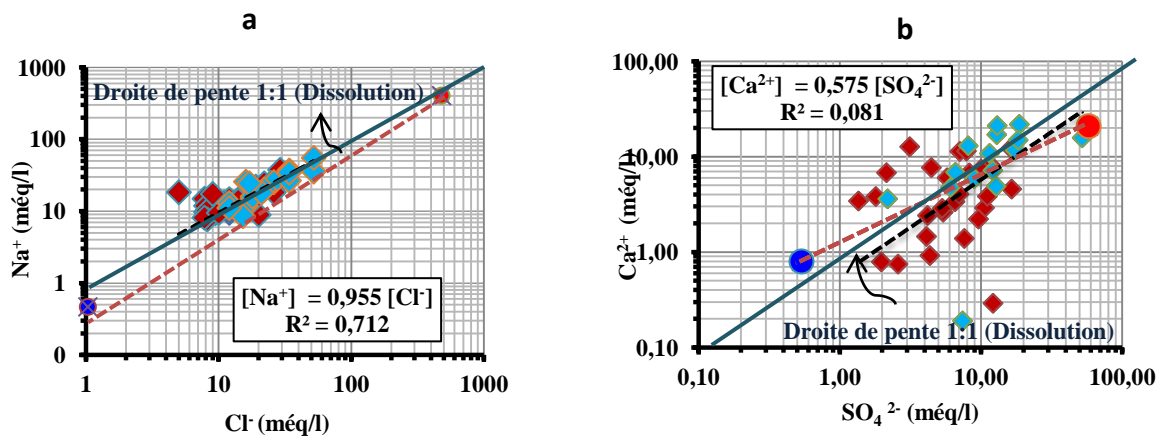 a
1000
100
10
1
0
1
10
100
1000
Na⁺ (méq/l)
Cl⁻ (méq/l)
Droite de pente 1:1 (Dissolution)
[Na⁺] = 0,955 [Cl⁻]
R² = 0,712
b
100,00
10,00
1,00
0,10
0,10
1,00
10,00
100,00
Ca²⁺ (méq/l)
SO₄ ²⁻ (méq/l)
[Ca²⁺] = 0,575 [SO₄²⁻]
R² = 0,081
Droite de pente 1:1 (Dissolution)